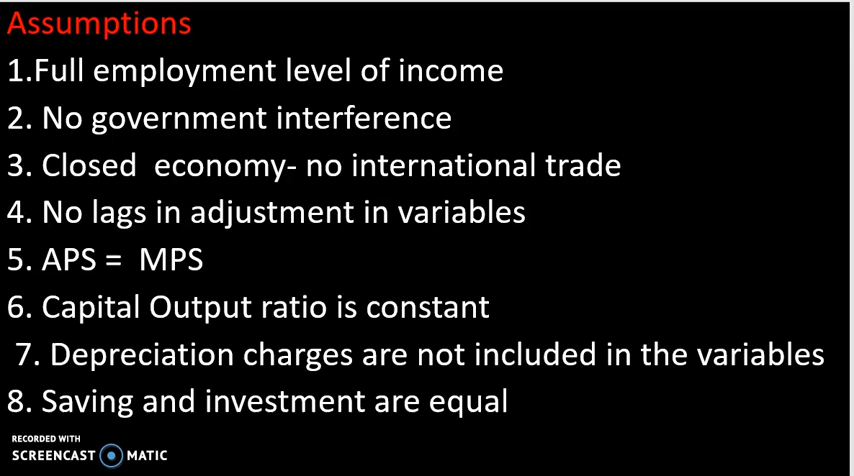 Assumptions
1.Full employment level of income
2. No government interference
3. Closed economy- no international trade
4. No lags in adjustment in variables
5. APS = MPS
6. Capital Output ratio is constant
7. Depreciation charges are not included in the variables
8. Saving and investment are equal
RECORDED WITH
SCREENCAST MATIC